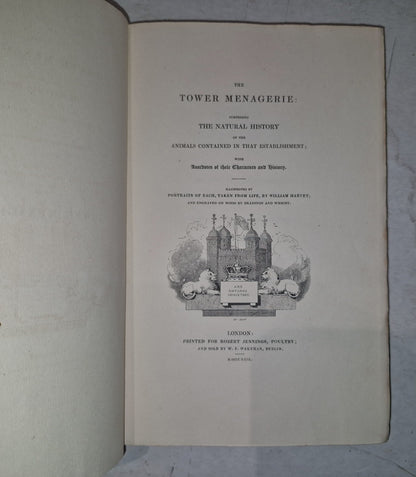 THE
TOWER MENAGERIE:
COMPRISING
THE NATURAL HISTORY
OF THE
ANIMALS CONTAINED IN THAT ESTABLISHMENT;
WITH
Anecdotes of their Characters and History.
ILLUSTRATED BY
PORTRAITS OF EACH, TAKEN FROM LIFE, BY WILLIAM HARVEY;
AND ENGRAVED ON WOOD BY BRANSTON AND WRIGHT.
LONDON:
PRINTED FOR ROBERT JENNINGS, POULTRY;
AND SOLD BY W. F. WAKEMAN, DUBLIN.
M.DCCC.XXIX.